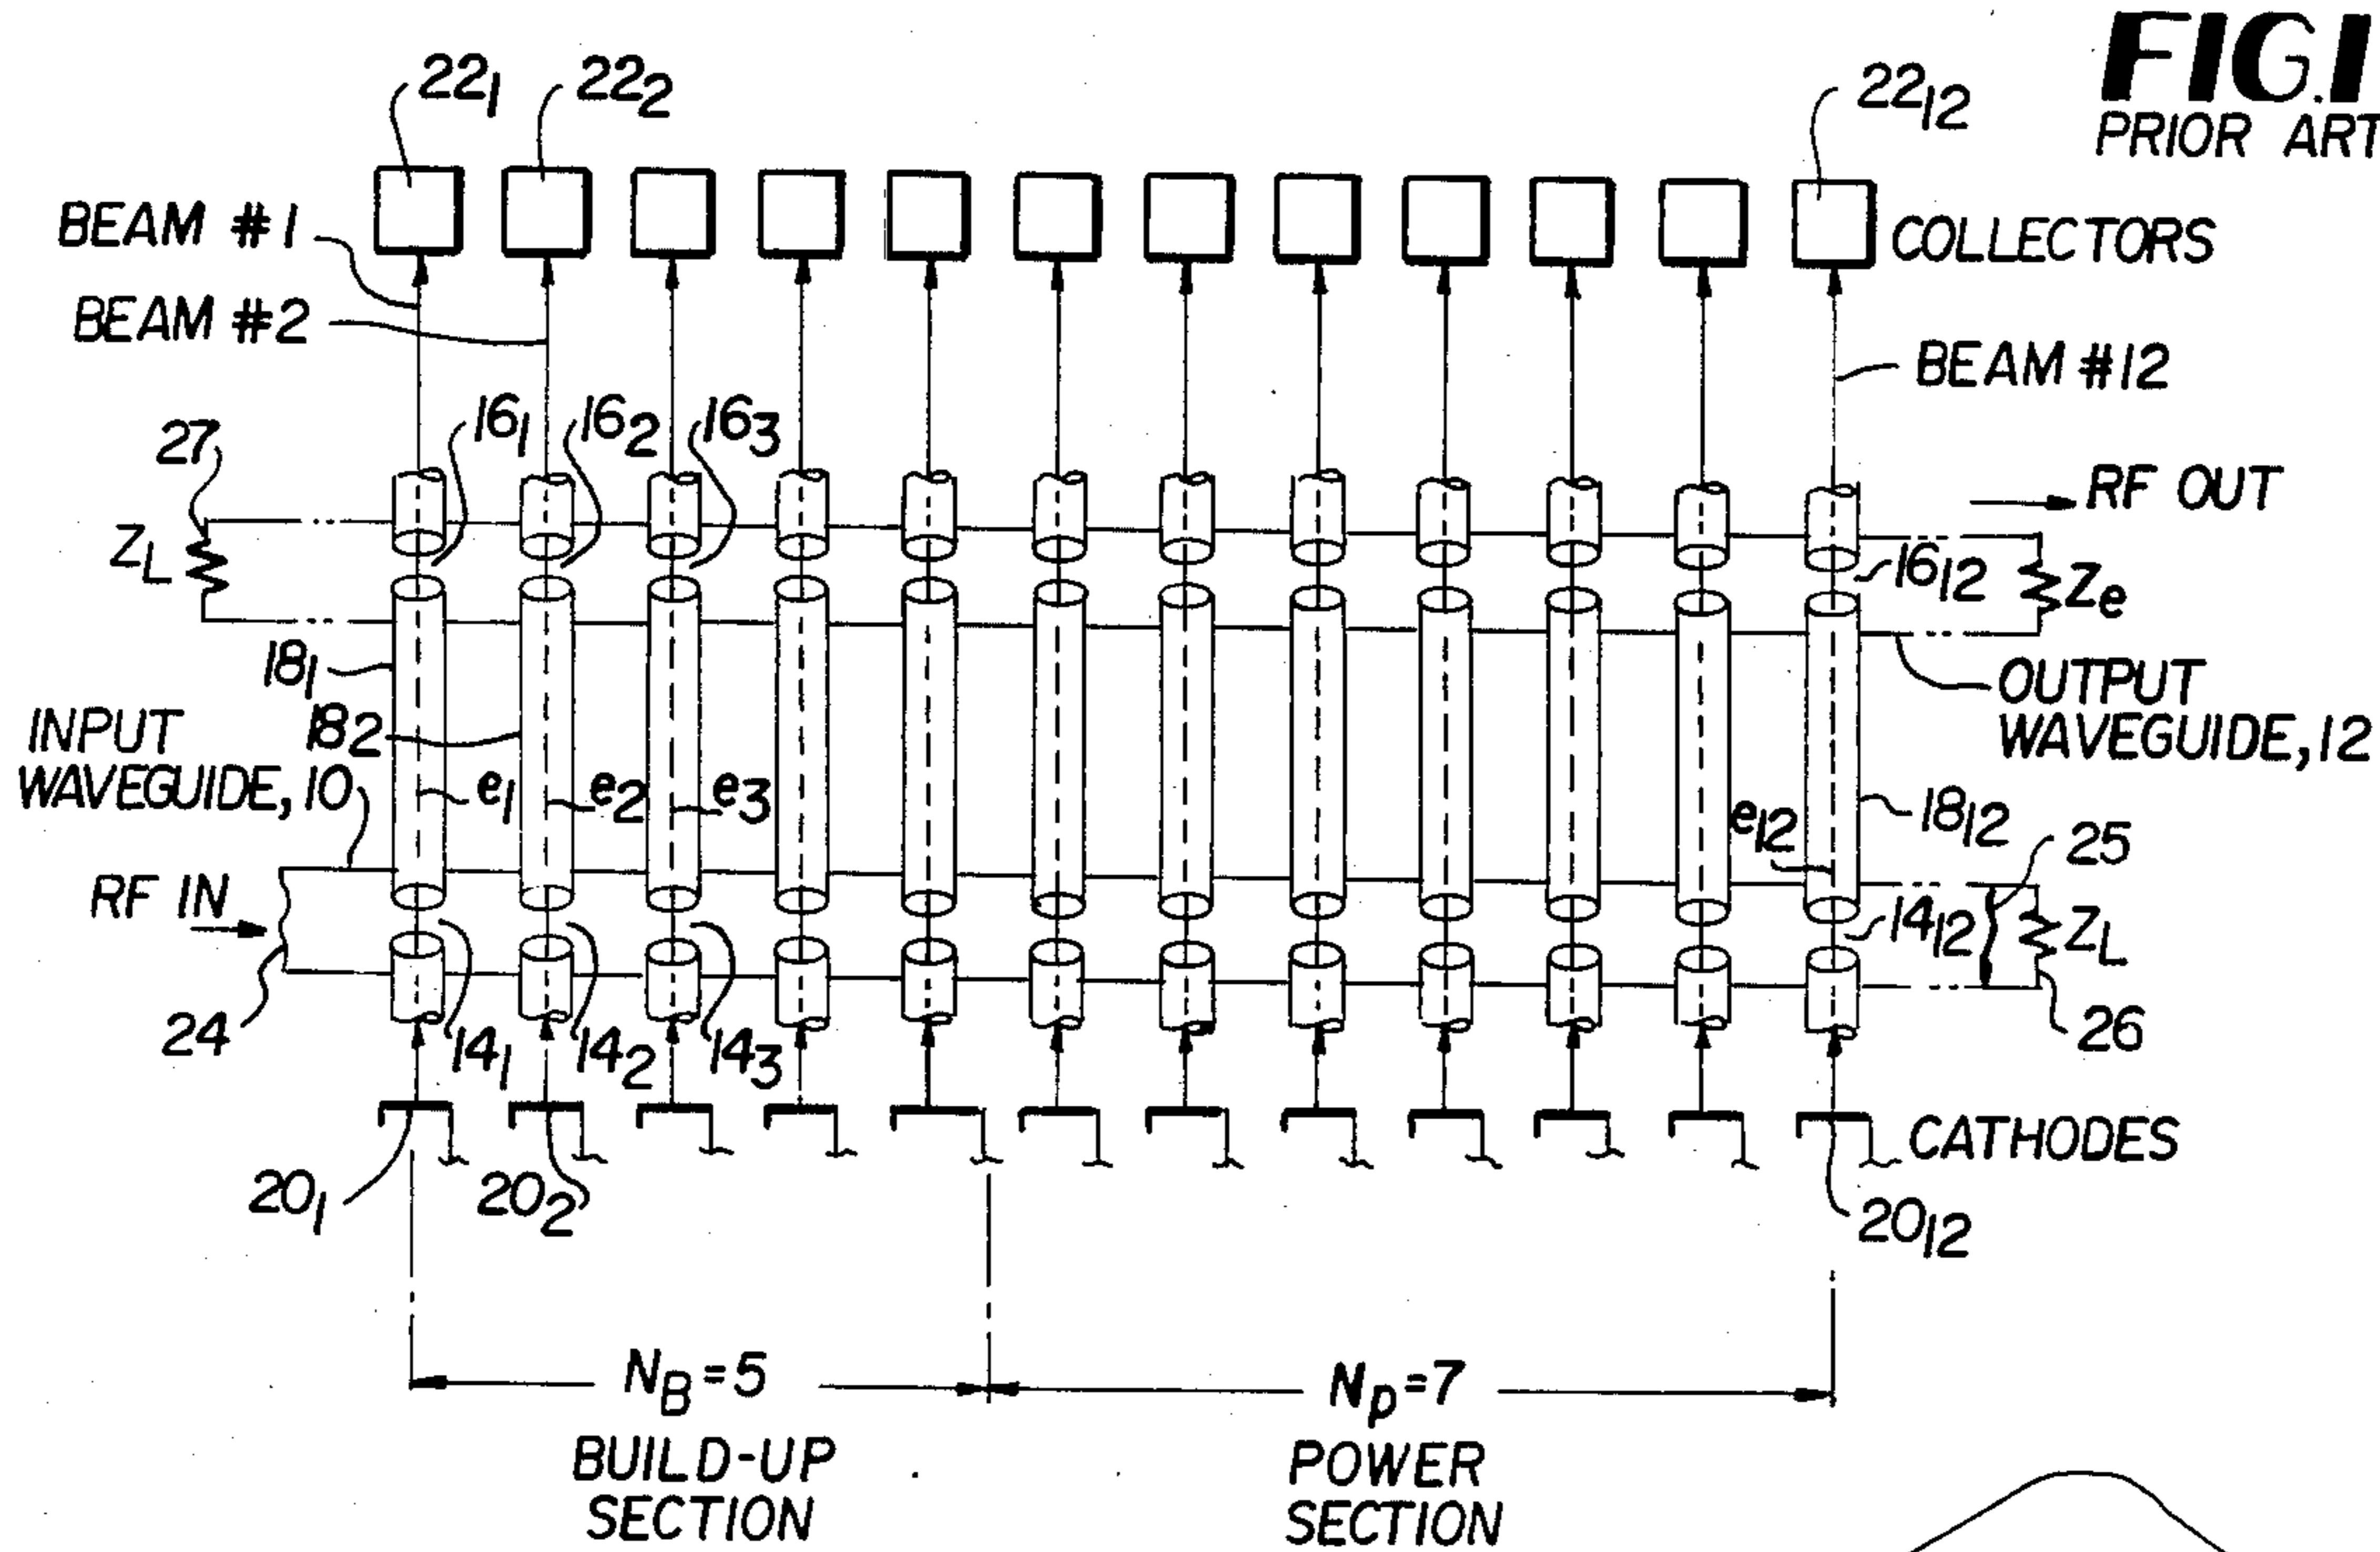 FIG.1
PRIOR ART
22₁
22₂
22₁₂
COLLECTORS
BEAM #1
BEAM #2
BEAM #12
27
16₁
16₂
16₃
RF OUT
Z_L
16₁₂
Z_e
18₁
OUTPUT
WAVEGUIDE, 12
INPUT
WAVEGUIDE, 10
18₂
e₁
e₂
e₃
e₁₂
18₁₂
25
RF IN
14₁₂
Z_L
24
14₁
14₂
14₃
26
CATHODES
20₁
20₂
20₁₂
N_B=5
N_p=7
BUILD-UP
SECTION
POWER
SECTION